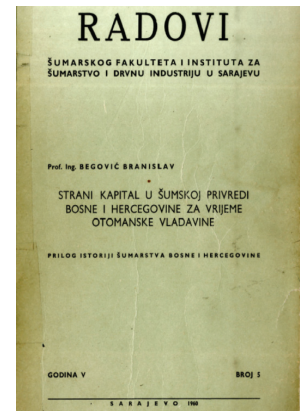 RADOVI
ŠUMARSKOG FAKULTETA I INSTITUTA ZA
ŠUMARSTVO I DRVNU INDUSTRIJU U SARAJEVU
Prof. Ing. BEGOVIĆ BRANISLAV
STRANI KAPITAL U ŠUMSKOJ PRIVREDI
BOSNE I HERCEGOVINE ZA VRIJEME
OTOMANSKE VLADAVINE
PRILOG ISTORIJI ŠUMARSTVA BOSNE I HERCEGOVINE
GODINA V BROJ 5
SARAJEVO 1960